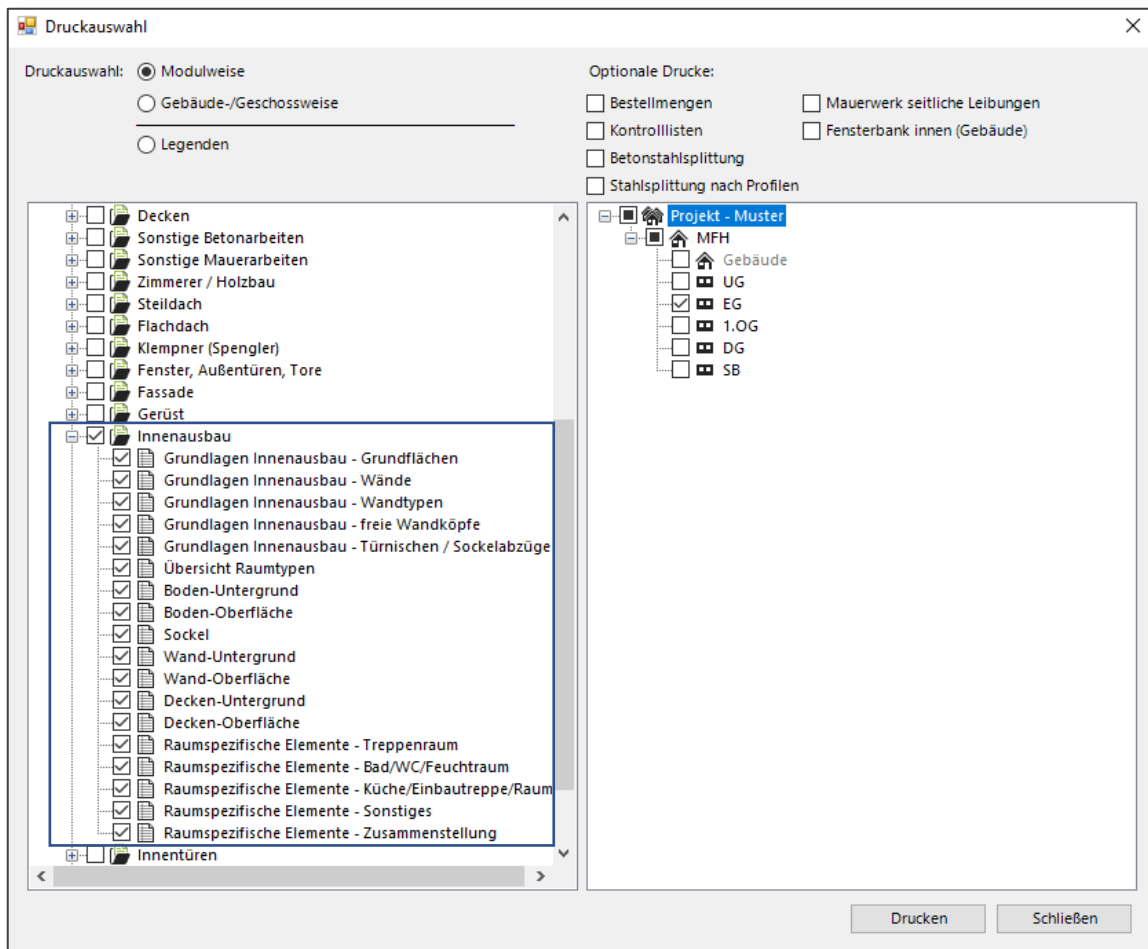 Druckauswahl
Druckauswahl: Modulweise
Gebäude-/Geschossweise
Legenden
Optionale Drucke:
Bestellmengen
Mauerwerk seitliche Leibungen
Kontrolllisten
Fensterbank innen (Gebäude)
Betonstahlsplittung
Stahlsplittung nach Profilen
Decken
Sonstige Betonarbeiten
Sonstige Mauerarbeiten
Zimmerer / Holzbau
Steildach
Flachdach
Klempner (Spengler)
Fenster, Außentüren, Tore
Fassade
Gerüst
Innenausbau
Grundlagen Innenausbau - Grundflächen
Grundlagen Innenausbau - Wände
Grundlagen Innenausbau - Wandtypen
Grundlagen Innenausbau - freie Wandköpfe
Grundlagen Innenausbau - Türnischen / Sockelabzüge
Übersicht Raumtypen
Boden-Untergrund
Boden-Oberfläche
Sockel
Wand-Untergrund
Wand-Oberfläche
Decken-Untergrund
Decken-Oberfläche
Raumspezifische Elemente - Treppenraum
Raumspezifische Elemente - Bad/WC/Feuchtraum
Raumspezifische Elemente - Küche/Einbautreppe/Raum
Raumspezifische Elemente - Sonstiges
Raumspezifische Elemente - Zusammenstellung
Innentüren
Projekt - Muster
MFH
Gebäude
UG
EG
1.OG
DG
SB
Drucken
Schließen